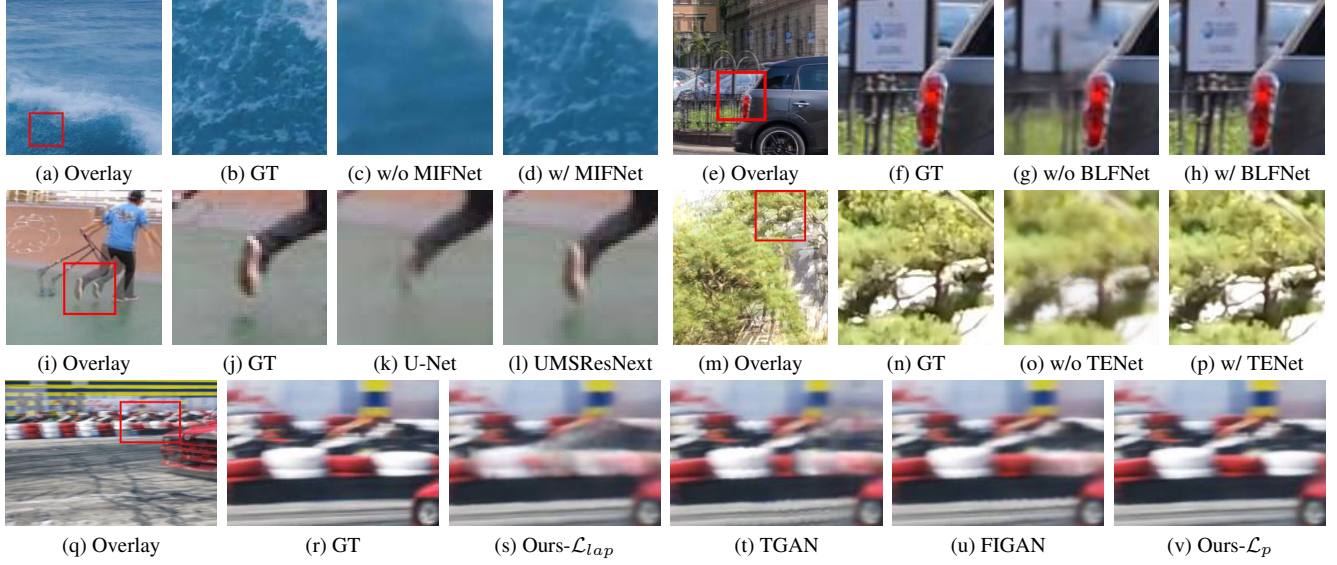 (a) Overlay (b) GT (c) w/o MIFNet (d) w/ MIFNet (e) Overlay (f) GT (g) w/o BLFNet (h) w/ BLFNet
(i) Overlay (j) GT (k) U-Net (l) UMSResNext (m) Overlay (n) GT (o) w/o TENet (p) w/ TENet
(q) Overlay (r) GT (s) Ours-ℒ_lap (t) TGAN (u) FIGAN (v) Ours-ℒ_p